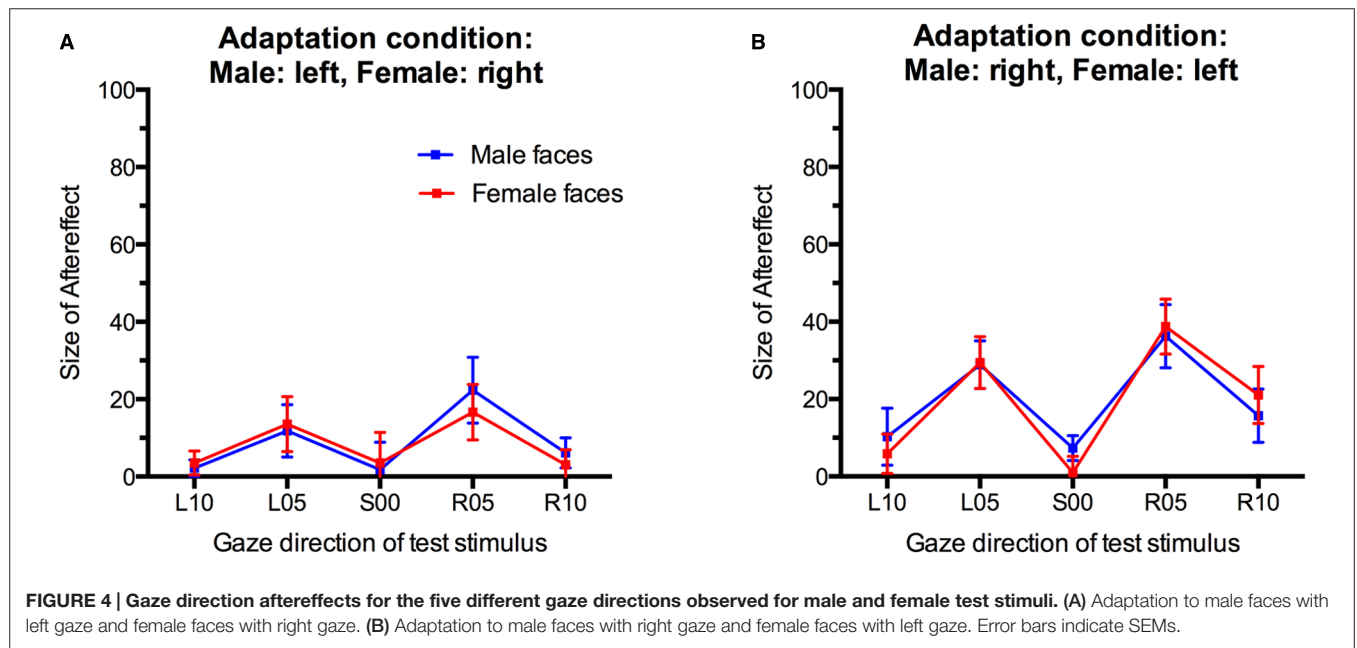 A
Adaptation condition:
Male: left, Female: right
100
80
60
40
20
0
Size of Aftereffect
Male faces
Female faces
L10 L05 S00 R05 R10
Gaze direction of test stimulus
B
Adaptation condition:
Male: right, Female: left
100
80
60
40
20
0
Size of Aftereffect
L10 L05 S00 R05 R10
Gaze direction of test stimulus
FIGURE 4 | Gaze direction aftereffects for the five different gaze directions observed for male and female test stimuli. (A) Adaptation to male faces with
left gaze and female faces with right gaze. (B) Adaptation to male faces with right gaze and female faces with left gaze. Error bars indicate SEMs.